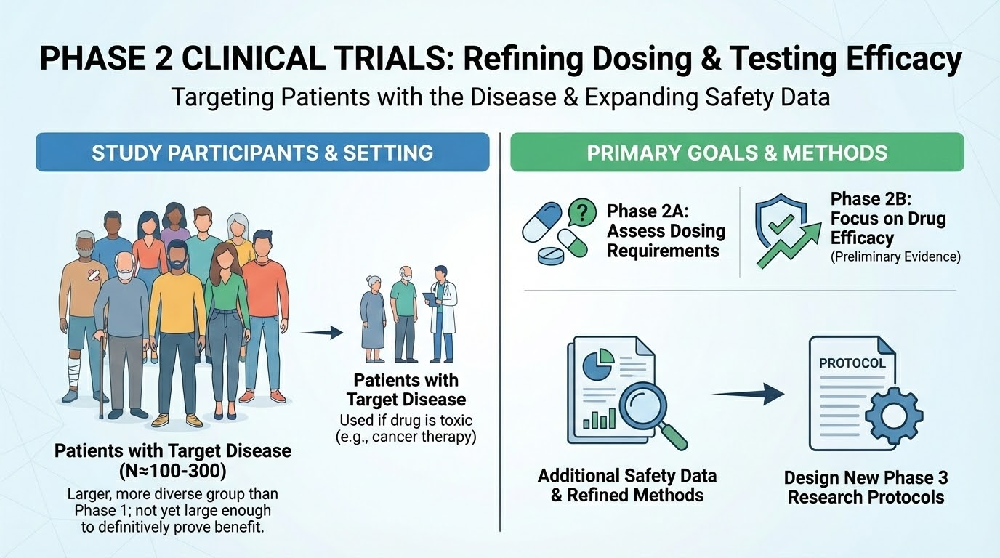 PHASE 2 CLINICAL TRIALS: Refining Dosing & Testing Efficacy
Targeting Patients with the Disease & Expanding Safety Data
STUDY PARTICIPANTS & SETTING
Patients with Target Disease
(N≈100-300)
Larger, more diverse group than
Phase 1; not yet large enough
to definitively prove benefit.
Patients with
Target Disease
Used if drug is toxic
(e.g., cancer therapy)
PRIMARY GOALS & METHODS
?
Phase 2A:
Assess Dosing
Requirements
Phase 2B:
Focus on Drug
Efficacy
(Preliminary Evidence)
Additional Safety Data
& Refined Methods
PROTOCOL
Design New Phase 3
Research Protocols